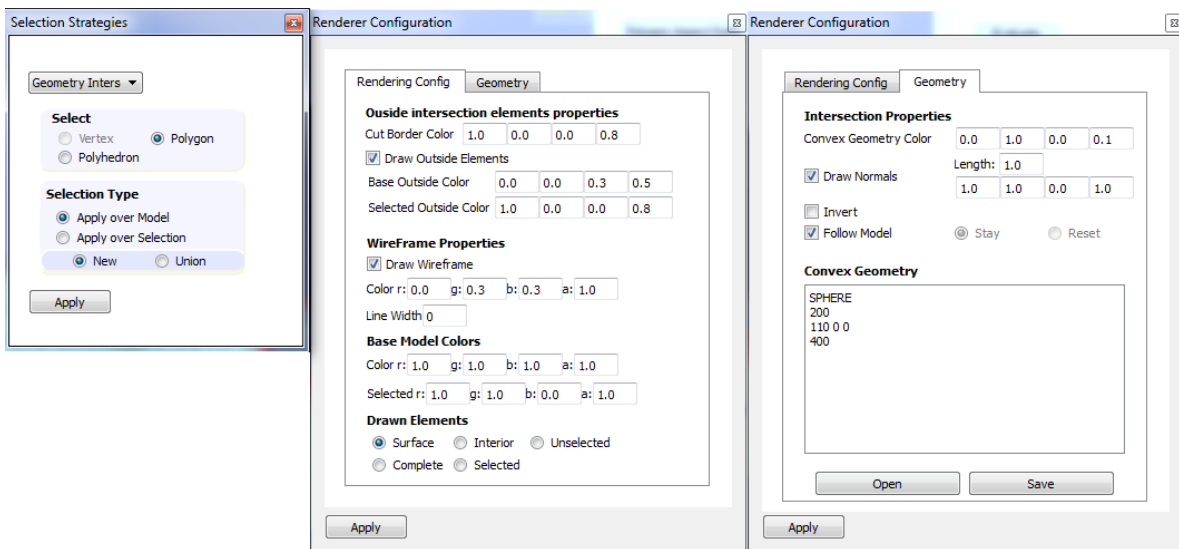 Selection Strategies
Geometry Inters
Select
Vertex Polygon
Polyhedron
Selection Type
Apply over Model
Apply over Selection
New Union
Apply
Renderer Configuration
Rendering Config Geometry
Ouside intersection elements properties
Cut Border Color 1.0 0.0 0.0 0.8
Draw Outside Elements
Base Outside Color 0.0 0.0 0.3 0.5
Selected Outside Color 1.0 0.0 0.0 0.8
WireFrame Properties
Draw Wireframe
Color r: 0.0 g: 0.3 b: 0.3 a: 1.0
Line Width 0
Base Model Colors
Color r: 1.0 g: 1.0 b: 1.0 a: 1.0
Selected r: 1.0 g: 1.0 b: 0.0 a: 1.0
Drawn Elements
Surface Interior Unselected
Complete Selected
Apply
Renderer Configuration
Rendering Config Geometry
Intersection Properties
Convex Geometry Color 0.0 1.0 0.0 0.1
Length: 1.0
Draw Normals
1.0 1.0 0.0 1.0
Invert
Follow Model Stay Reset
Convex Geometry
SPHERE
200
110 0 0
400
Open Save
Apply